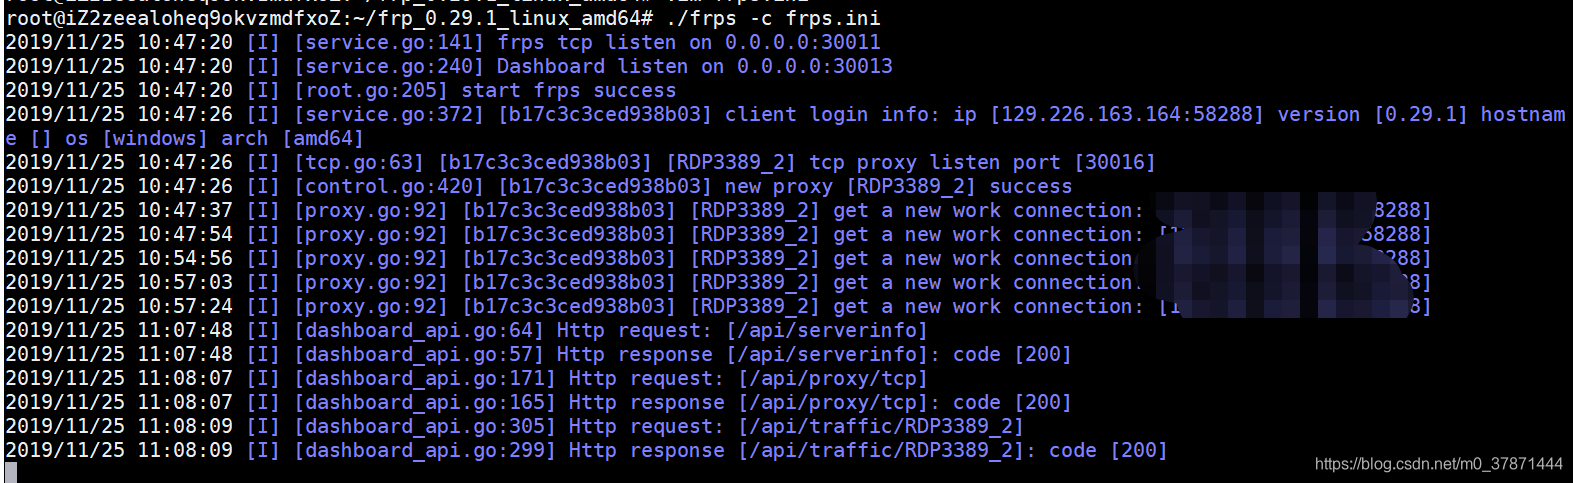 root@iZ2zeealoheq9okvzmdfxoZ:~/frp_0.29.1_linux_amd64# ./frps -c frps.ini
2019/11/25 10:47:20 [I] [service.go:141] frps tcp listen on 0.0.0.0:30011
2019/11/25 10:47:20 [I] [service.go:240] Dashboard listen on 0.0.0.0:30013
2019/11/25 10:47:20 [I] [root.go:205] start frps success
2019/11/25 10:47:26 [I] [service.go:372] [b17c3c3ced938b03] client login info: ip [129.226.163.164:58288] version [0.29.1] hostnam
e [] os [windows] arch [amd64]
2019/11/25 10:47:26 [I] [tcp.go:63] [b17c3c3ced938b03] [RDP3389_2] tcp proxy listen port [30016]
2019/11/25 10:47:26 [I] [control.go:420] [b17c3c3ced938b03] new proxy [RDP3389_2] success
2019/11/25 10:47:37 [I] [proxy.go:92] [b17c3c3ced938b03] [RDP3389_2] get a new work connection: 8288]
2019/11/25 10:47:54 [I] [proxy.go:92] [b17c3c3ced938b03] [RDP3389_2] get a new work connection: [1 58288]
2019/11/25 10:54:56 [I] [proxy.go:92] [b17c3c3ced938b03] [RDP3389_2] get a new work connection 8288]
2019/11/25 10:57:03 [I] [proxy.go:92] [b17c3c3ced938b03] [RDP3389_2] get a new work connection: 8288]
2019/11/25 10:57:24 [I] [proxy.go:92] [b17c3c3ced938b03] [RDP3389_2] get a new work connection: [1 8]
2019/11/25 11:07:48 [I] [dashboard_api.go:64] Http request: [/api/serverinfo]
2019/11/25 11:07:48 [I] [dashboard_api.go:57] Http response [/api/serverinfo]: code [200]
2019/11/25 11:08:07 [I] [dashboard_api.go:171] Http request: [/api/proxy/tcp]
2019/11/25 11:08:07 [I] [dashboard_api.go:165] Http response [/api/proxy/tcp]: code [200]
2019/11/25 11:08:09 [I] [dashboard_api.go:305] Http request: [/api/traffic/RDP3389_2]
2019/11/25 11:08:09 [I] [dashboard_api.go:299] Http response [/api/traffic/RDP3389_2]: code [200]
https://blog.csdn.net/m0_37871444